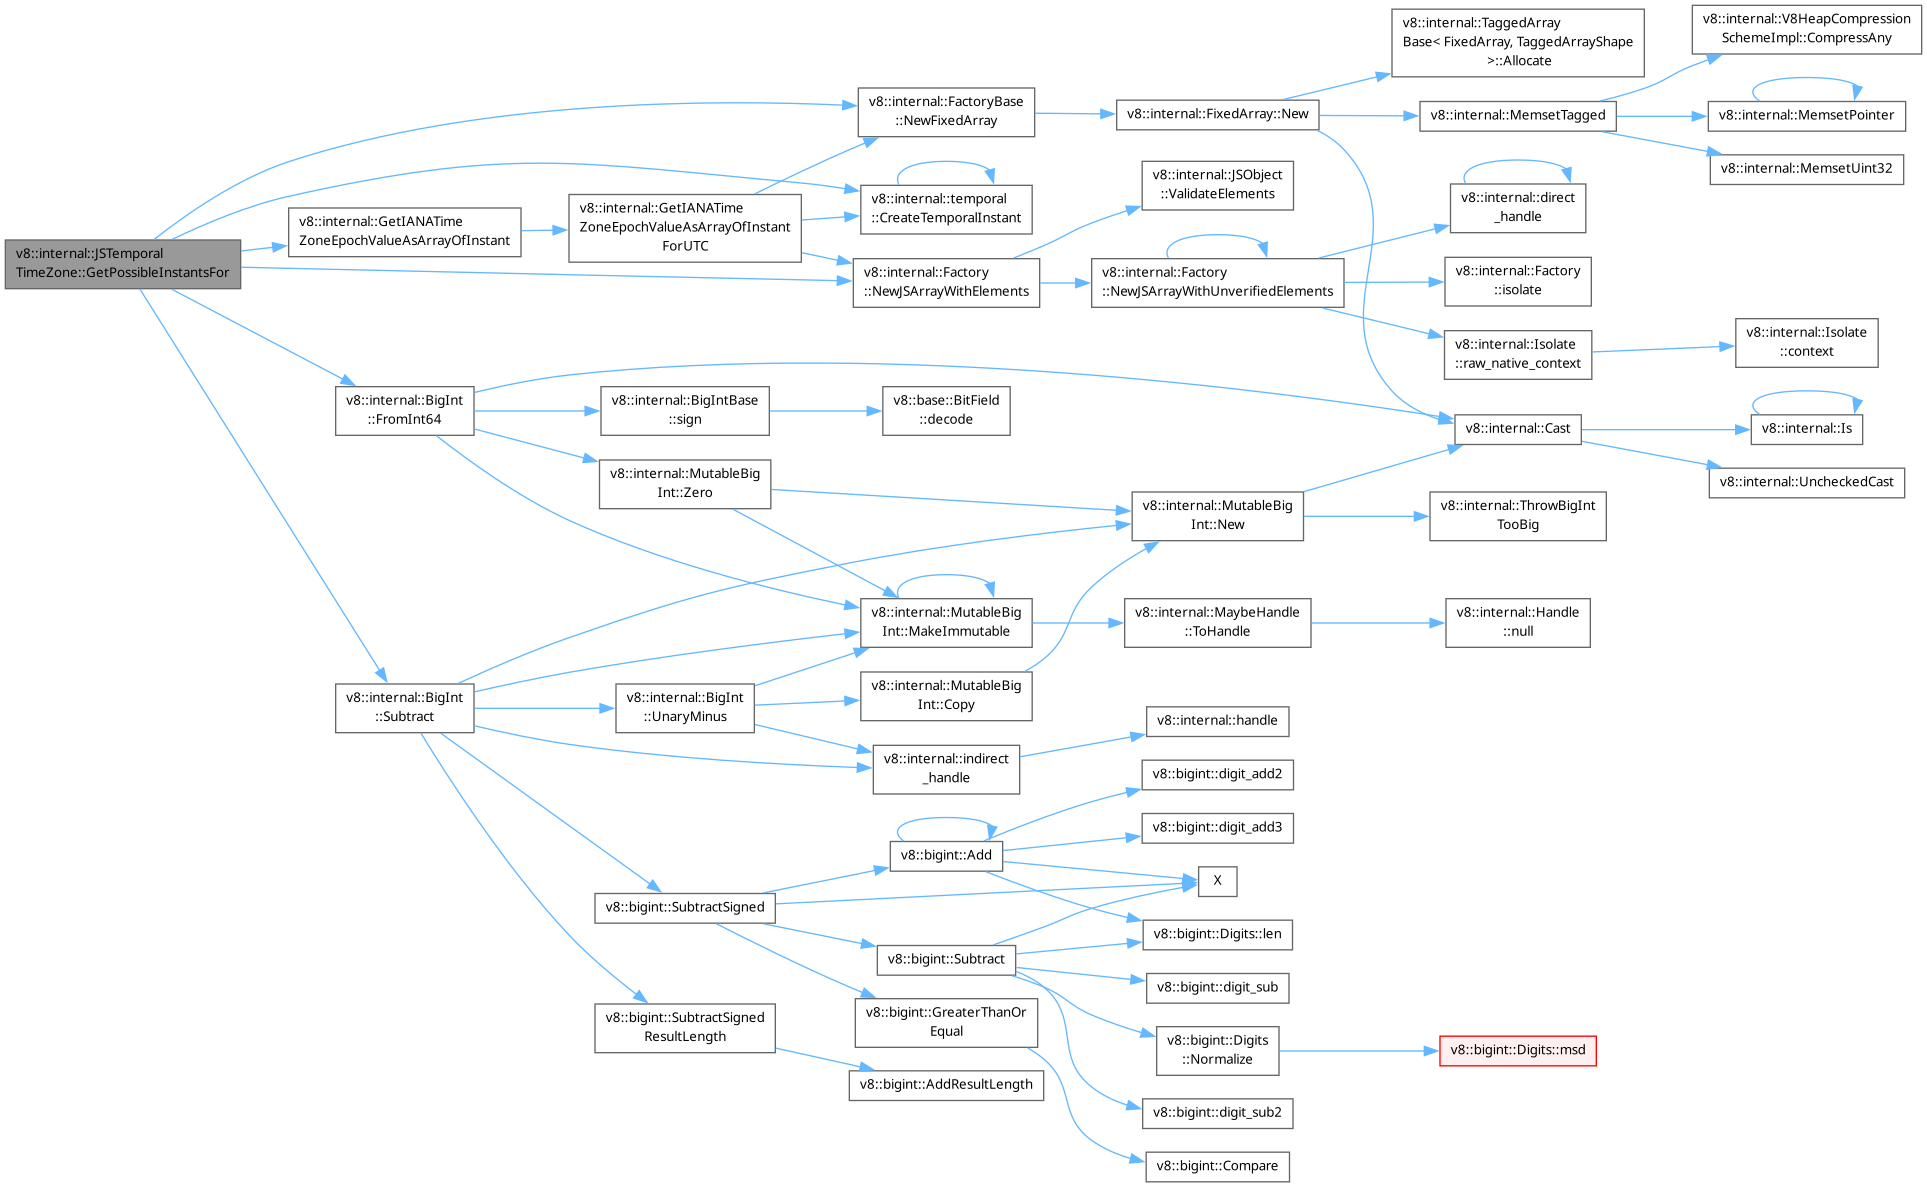 v8::internal::JSTemporal
TimeZone::GetPossibleInstantsFor
v8::internal::GetIANATime
ZoneEpochValueAsArrayOfInstant
v8::internal::BigInt
::FromInt64
v8::internal::BigInt
::Subtract
v8::internal::GetIANATime
ZoneEpochValueAsArrayOfInstant
ForUTC
v8::internal::BigIntBase
::sign
v8::internal::MutableBig
Int::Zero
v8::internal::BigInt
::UnaryMinus
v8::bigint::SubtractSigned
v8::bigint::SubtractSigned
ResultLength
v8::internal::FactoryBase
::NewFixedArray
v8::internal::temporal
::CreateTemporalInstant
v8::internal::Factory
::NewJSArrayWithElements
v8::base::BitField
::decode
v8::internal::MutableBig
Int::MakeImmutable
v8::internal::MutableBig
Int::Copy
v8::internal::indirect
_handle
v8::bigint::Add
v8::bigint::Subtract
v8::bigint::GreaterThanOr
Equal
v8::bigint::AddResultLength
v8::internal::FixedArray::New
v8::internal::JSObject
::ValidateElements
v8::internal::Factory
::NewJSArrayWithUnverifiedElements
v8::internal::MutableBig
Int::New
v8::internal::MaybeHandle
::ToHandle
v8::internal::handle
v8::bigint::digit_add2
v8::bigint::digit_add3
X
v8::bigint::Digits::len
v8::bigint::digit_sub
v8::bigint::Digits
::Normalize
v8::bigint::digit_sub2
v8::bigint::Compare
v8::internal::TaggedArray
Base< FixedArray, TaggedArrayShape
>::Allocate
v8::internal::MemsetTagged
v8::internal::direct
_handle
v8::internal::Factory
::isolate
v8::internal::Isolate
::raw_native_context
v8::internal::Cast
v8::internal::ThrowBigInt
TooBig
v8::internal::Handle
::null
v8::bigint::Digits::msd
v8::internal::V8HeapCompression
SchemeImpl::CompressAny
v8::internal::MemsetPointer
v8::internal::MemsetUint32
v8::internal::Isolate
::context
v8::internal::Is
v8::internal::UncheckedCast